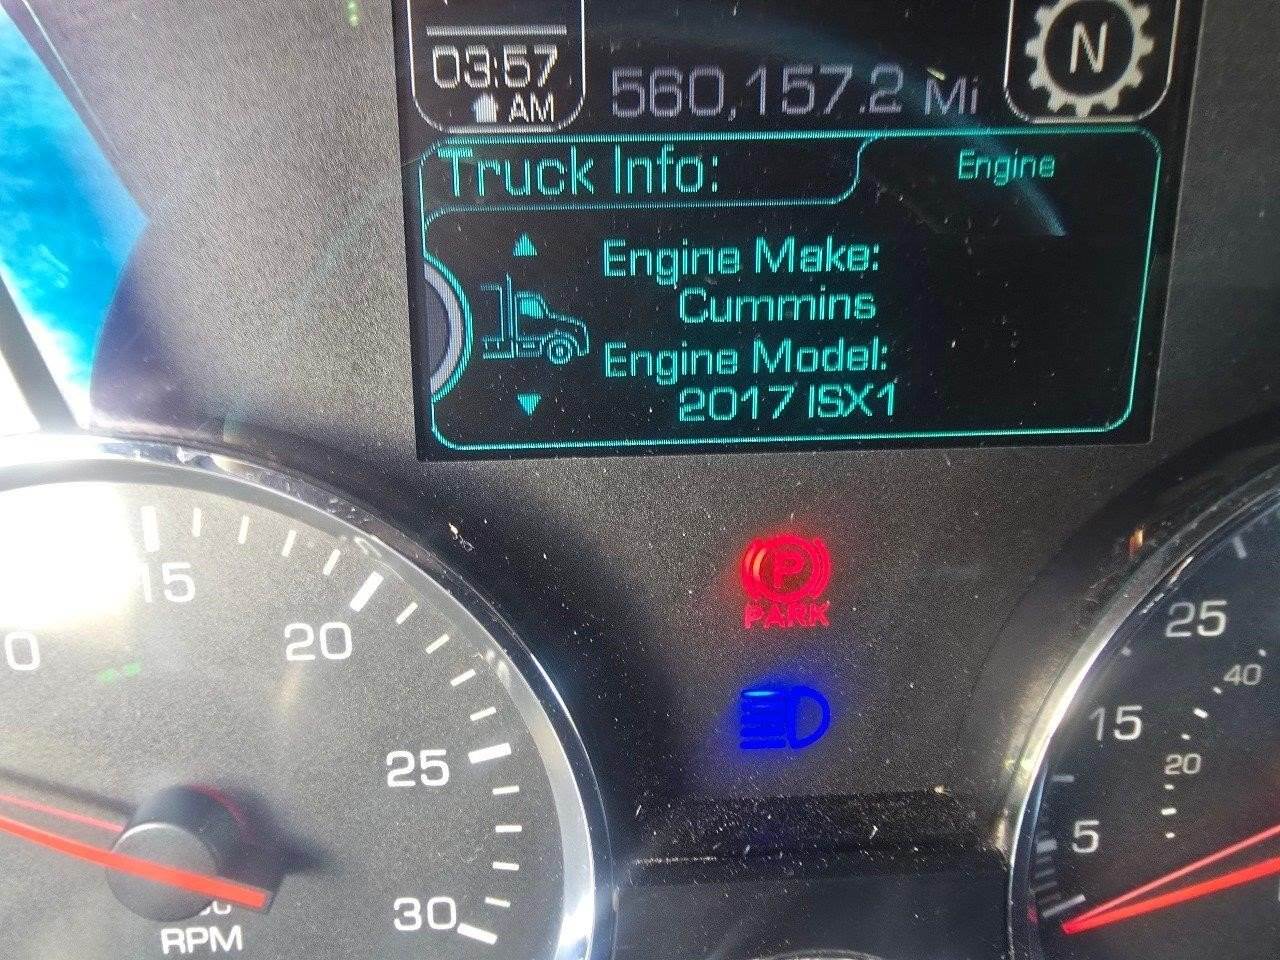 03:57
AM
560,157.2 Mi
N
Truck Info:
Engine
Engine Make:
Cummins
Engine Model:
2017 ISX1
P
PARK
15
20
25
30
RPM
25
40
15
20
5